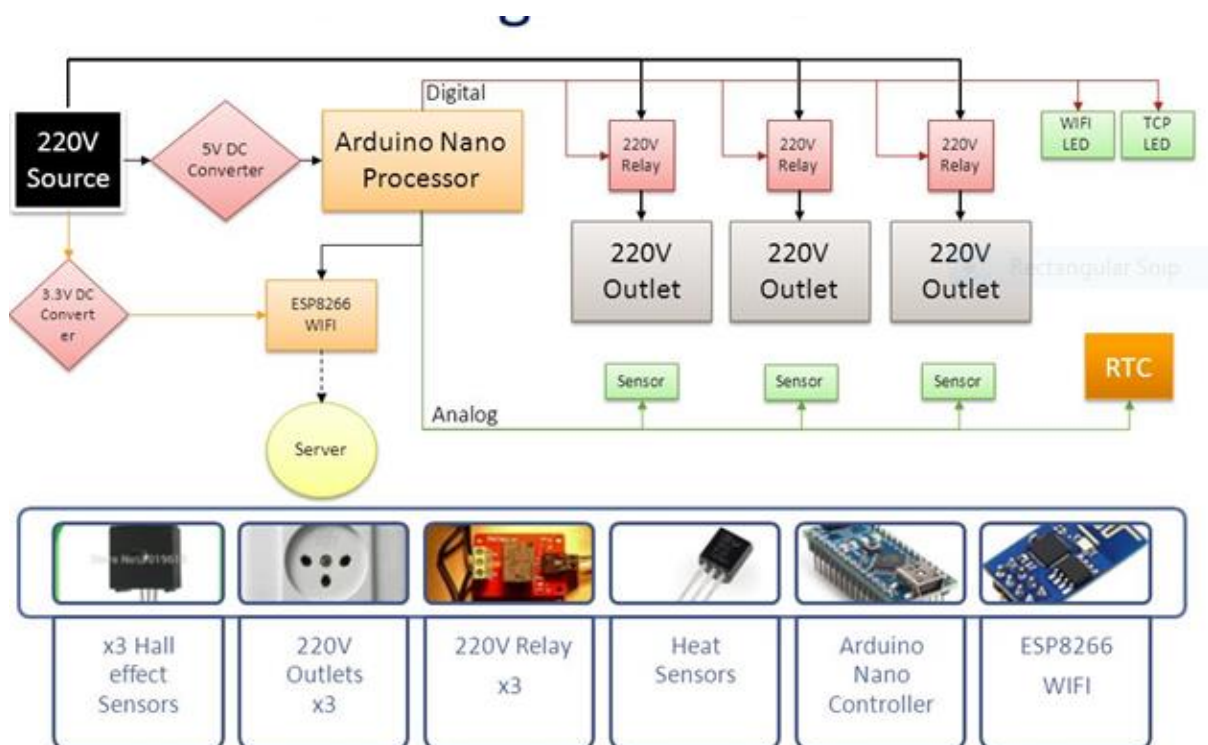 Digital
220V
Source
5V DC
Converter
Arduino Nano
Processor
220V
Relay
220V
Relay
220V
Relay
WIFI
LED
TCP
LED
220V
Outlet
220V
Outlet
220V
Outlet
Rectangular Snip
3.3V DC
Convert
er
ESP8266
WIFI
RTC
Sensor
Sensor
Sensor
Analog
Server
x3 Hall
effect
Sensors
220V
Outlets
x3
220V Relay
x3
Heat
Sensors
Arduino
Nano
Controller
ESP8266
WIFI